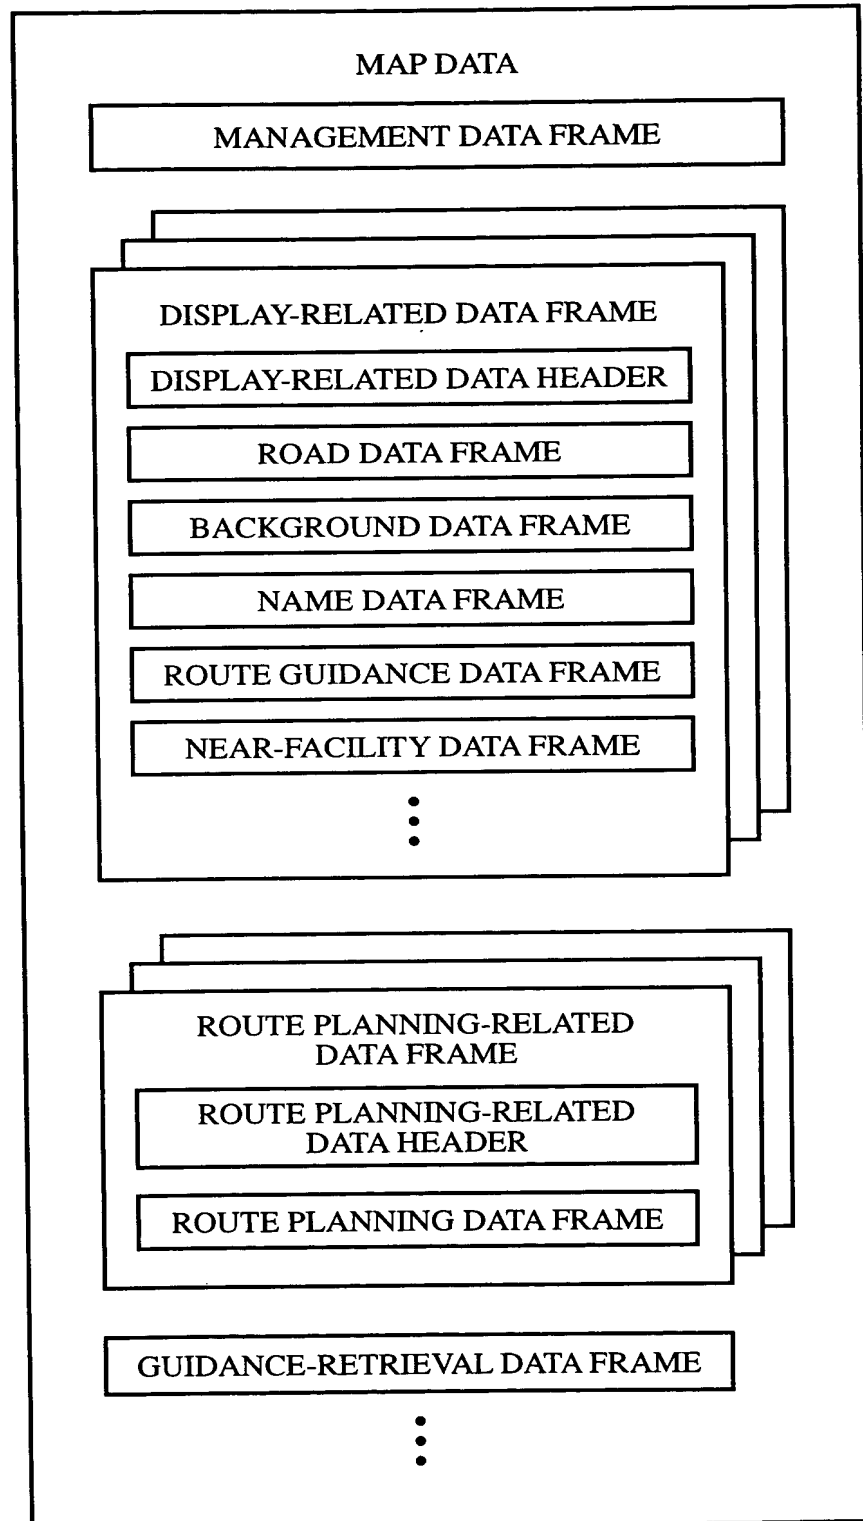 MAP DATA
MANAGEMENT DATA FRAME
DISPLAY-RELATED DATA FRAME
DISPLAY-RELATED DATA HEADER
ROAD DATA FRAME
BACKGROUND DATA FRAME
NAME DATA FRAME
ROUTE GUIDANCE DATA FRAME
NEAR-FACILITY DATA FRAME
ROUTE PLANNING-RELATED
DATA FRAME
ROUTE PLANNING-RELATED
DATA HEADER
ROUTE PLANNING DATA FRAME
GUIDANCE-RETRIEVAL DATA FRAME